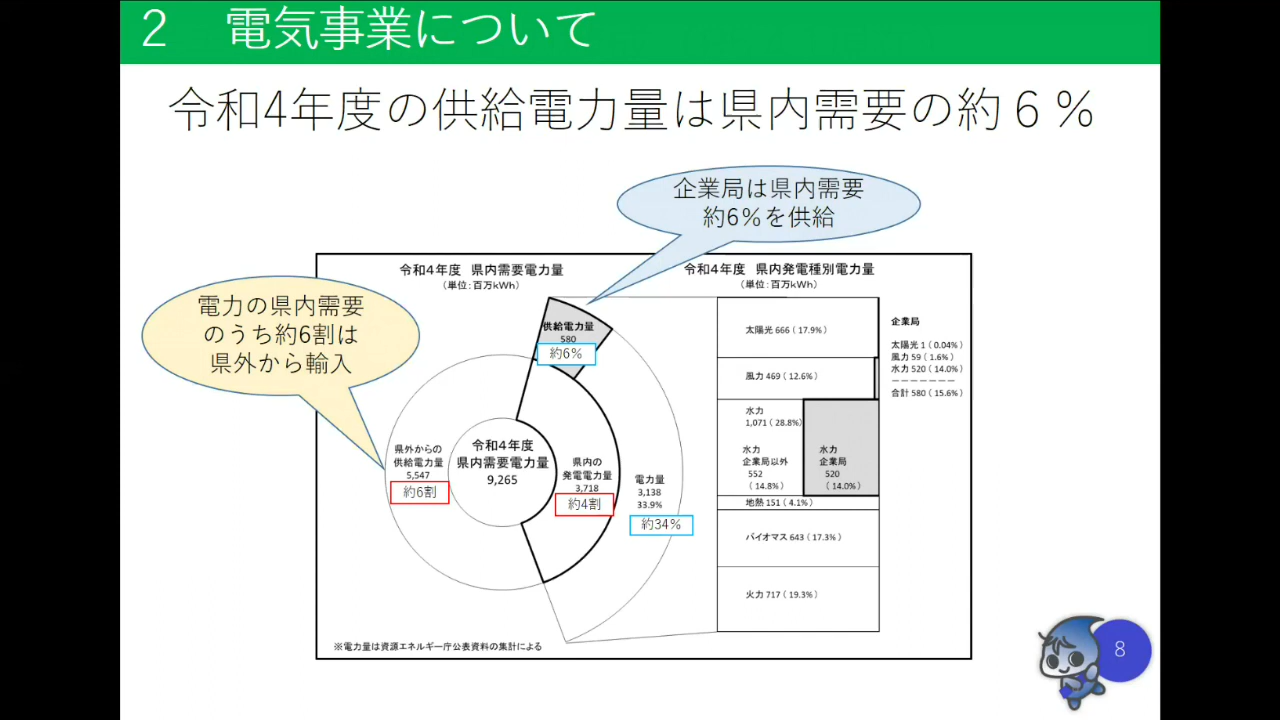 2 電気事業について
令和4年度の供給電力量は県内需要の約６％
企業局は県内需要
約6％を供給
電力の県内需要
のうち約6割は
県外から輸入
令和４年度 県内需要電力量
（単位：百万kWh）
供給電力量
580
約6%
県外からの
供給電力量
5,547
約6割
令和４年度
県内需要電力量
9,265
県内の
発電電力量
3,718
約4割
電力量
3,138
33.9%
約34%
令和４年度 県内発電種別電力量
（単位：百万kWh）
太陽光 666（ 17.9%）
風力 469（ 12.6%）
水力
1,071（ 28.8%）
水力
企業局以外
552
（ 14.8%）
水力
企業局
520
（ 14.0%）
地熱 151（ 4.1%）
バイオマス 643（ 17.3%）
火力 717（ 19.3%）
企業局
太陽光 1（ 0.04%）
風力 59（ 1.6%）
水力 520（ 14.0%）
－－－－－－－
合計 580（ 15.6%）
※電力量は資源エネルギー庁公表資料の集計による
8